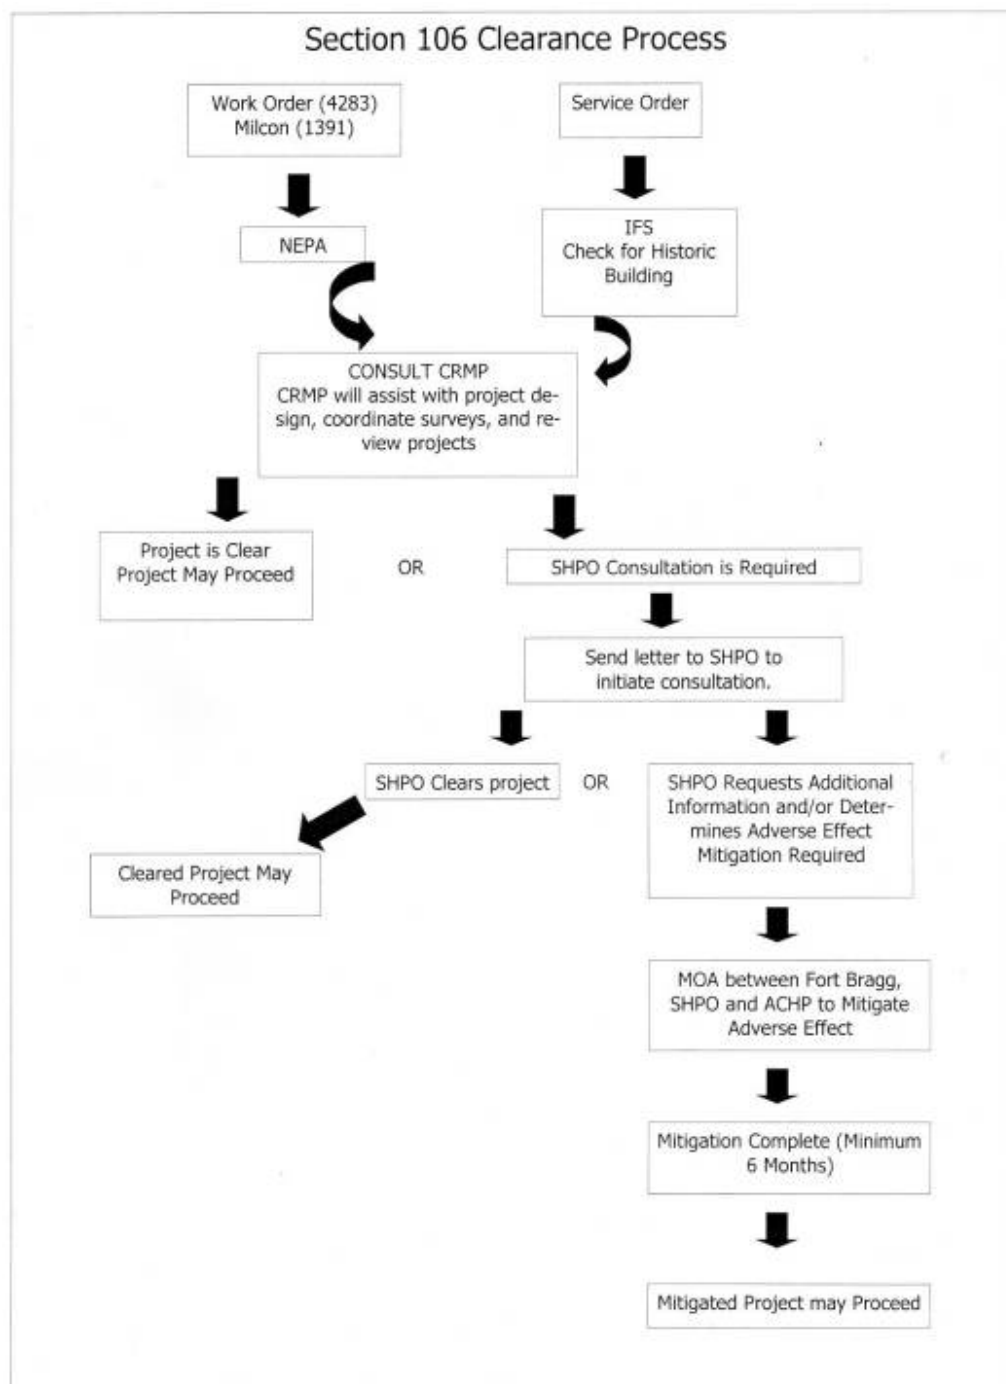 Section 106 Clearance Process
Work Order (4283)
Milcon (1391)
Service Order
NEPA
IFS
Check for Historic
Building
CONSULT CRMP
CRMP will assist with project de-
sign, coordinate surveys, and re-
view projects
Project is Clear
Project May Proceed
OR
SHPO Consultation is Required
Send letter to SHPO to
initiate consultation.
SHPO Clears project
OR
SHPO Requests Additional
Information and/or Deter-
mines Adverse Effect
Mitigation Required
Cleared Project May
Proceed
MOA between Fort Bragg,
SHPO and ACHP to Mitigate
Adverse Effect
Mitigation Complete (Minimum
6 Months)
Mitigated Project may Proceed